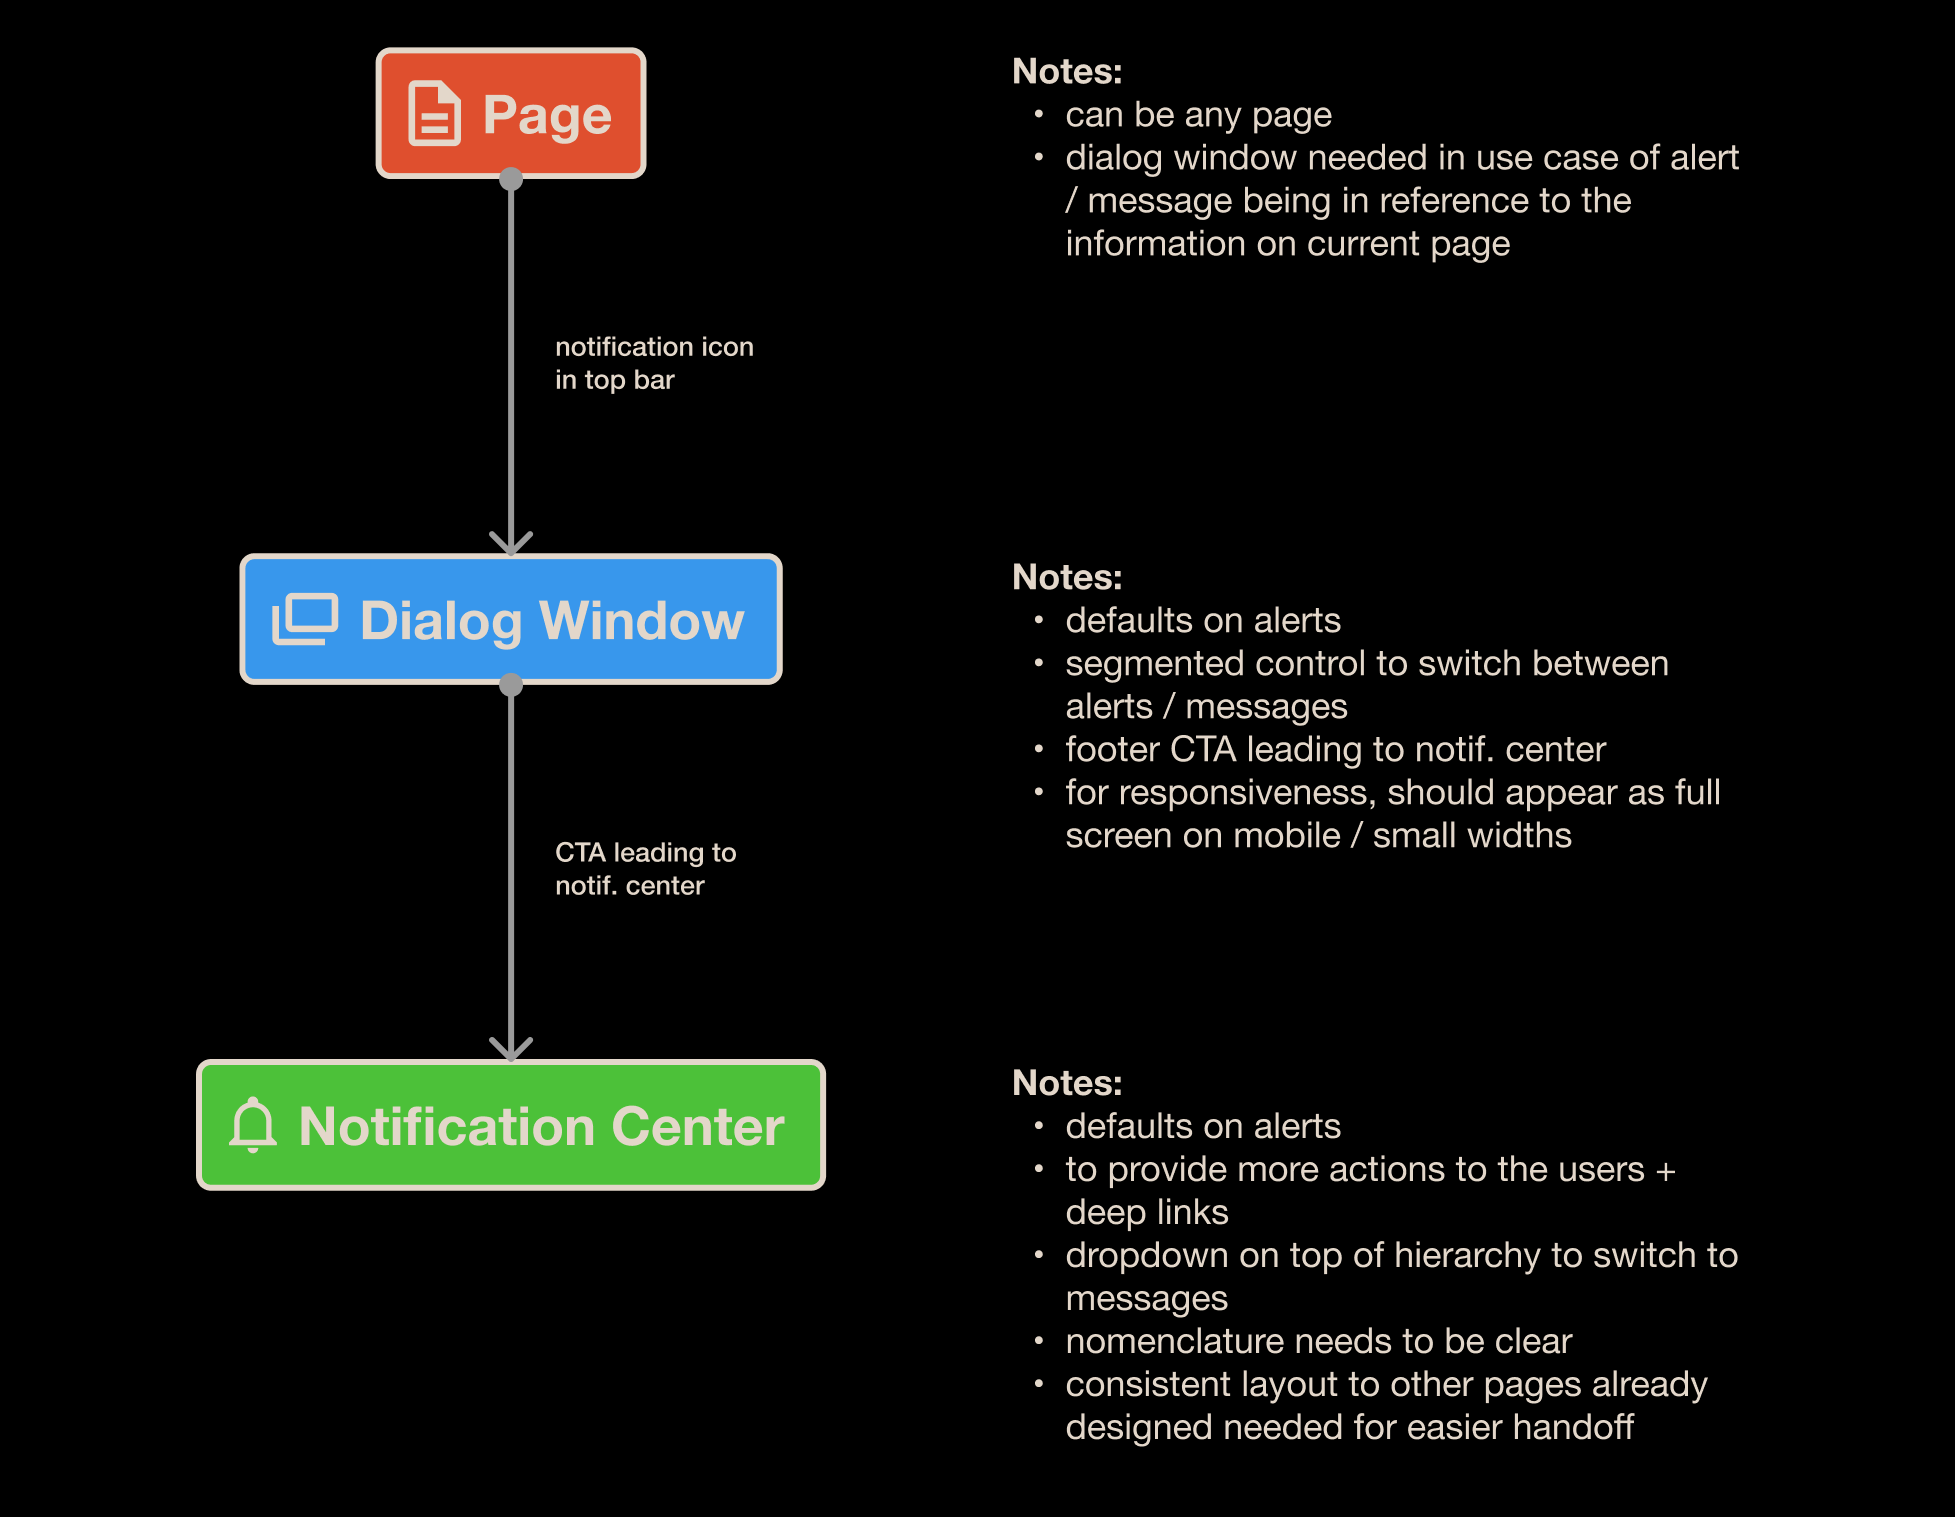 Page
Notes:
• can be any page
• dialog window needed in use case of alert
/ message being in reference to the
information on current page
notification icon
in top bar
Dialog Window
Notes:
• defaults on alerts
• segmented control to switch between
alerts / messages
• footer CTA leading to notif. center
• for responsiveness, should appear as full
screen on mobile / small widths
CTA leading to
notif. center
Notification Center
Notes:
• defaults on alerts
• to provide more actions to the users +
deep links
• dropdown on top of hierarchy to switch to
messages
• nomenclature needs to be clear
• consistent layout to other pages already
designed needed for easier handoff